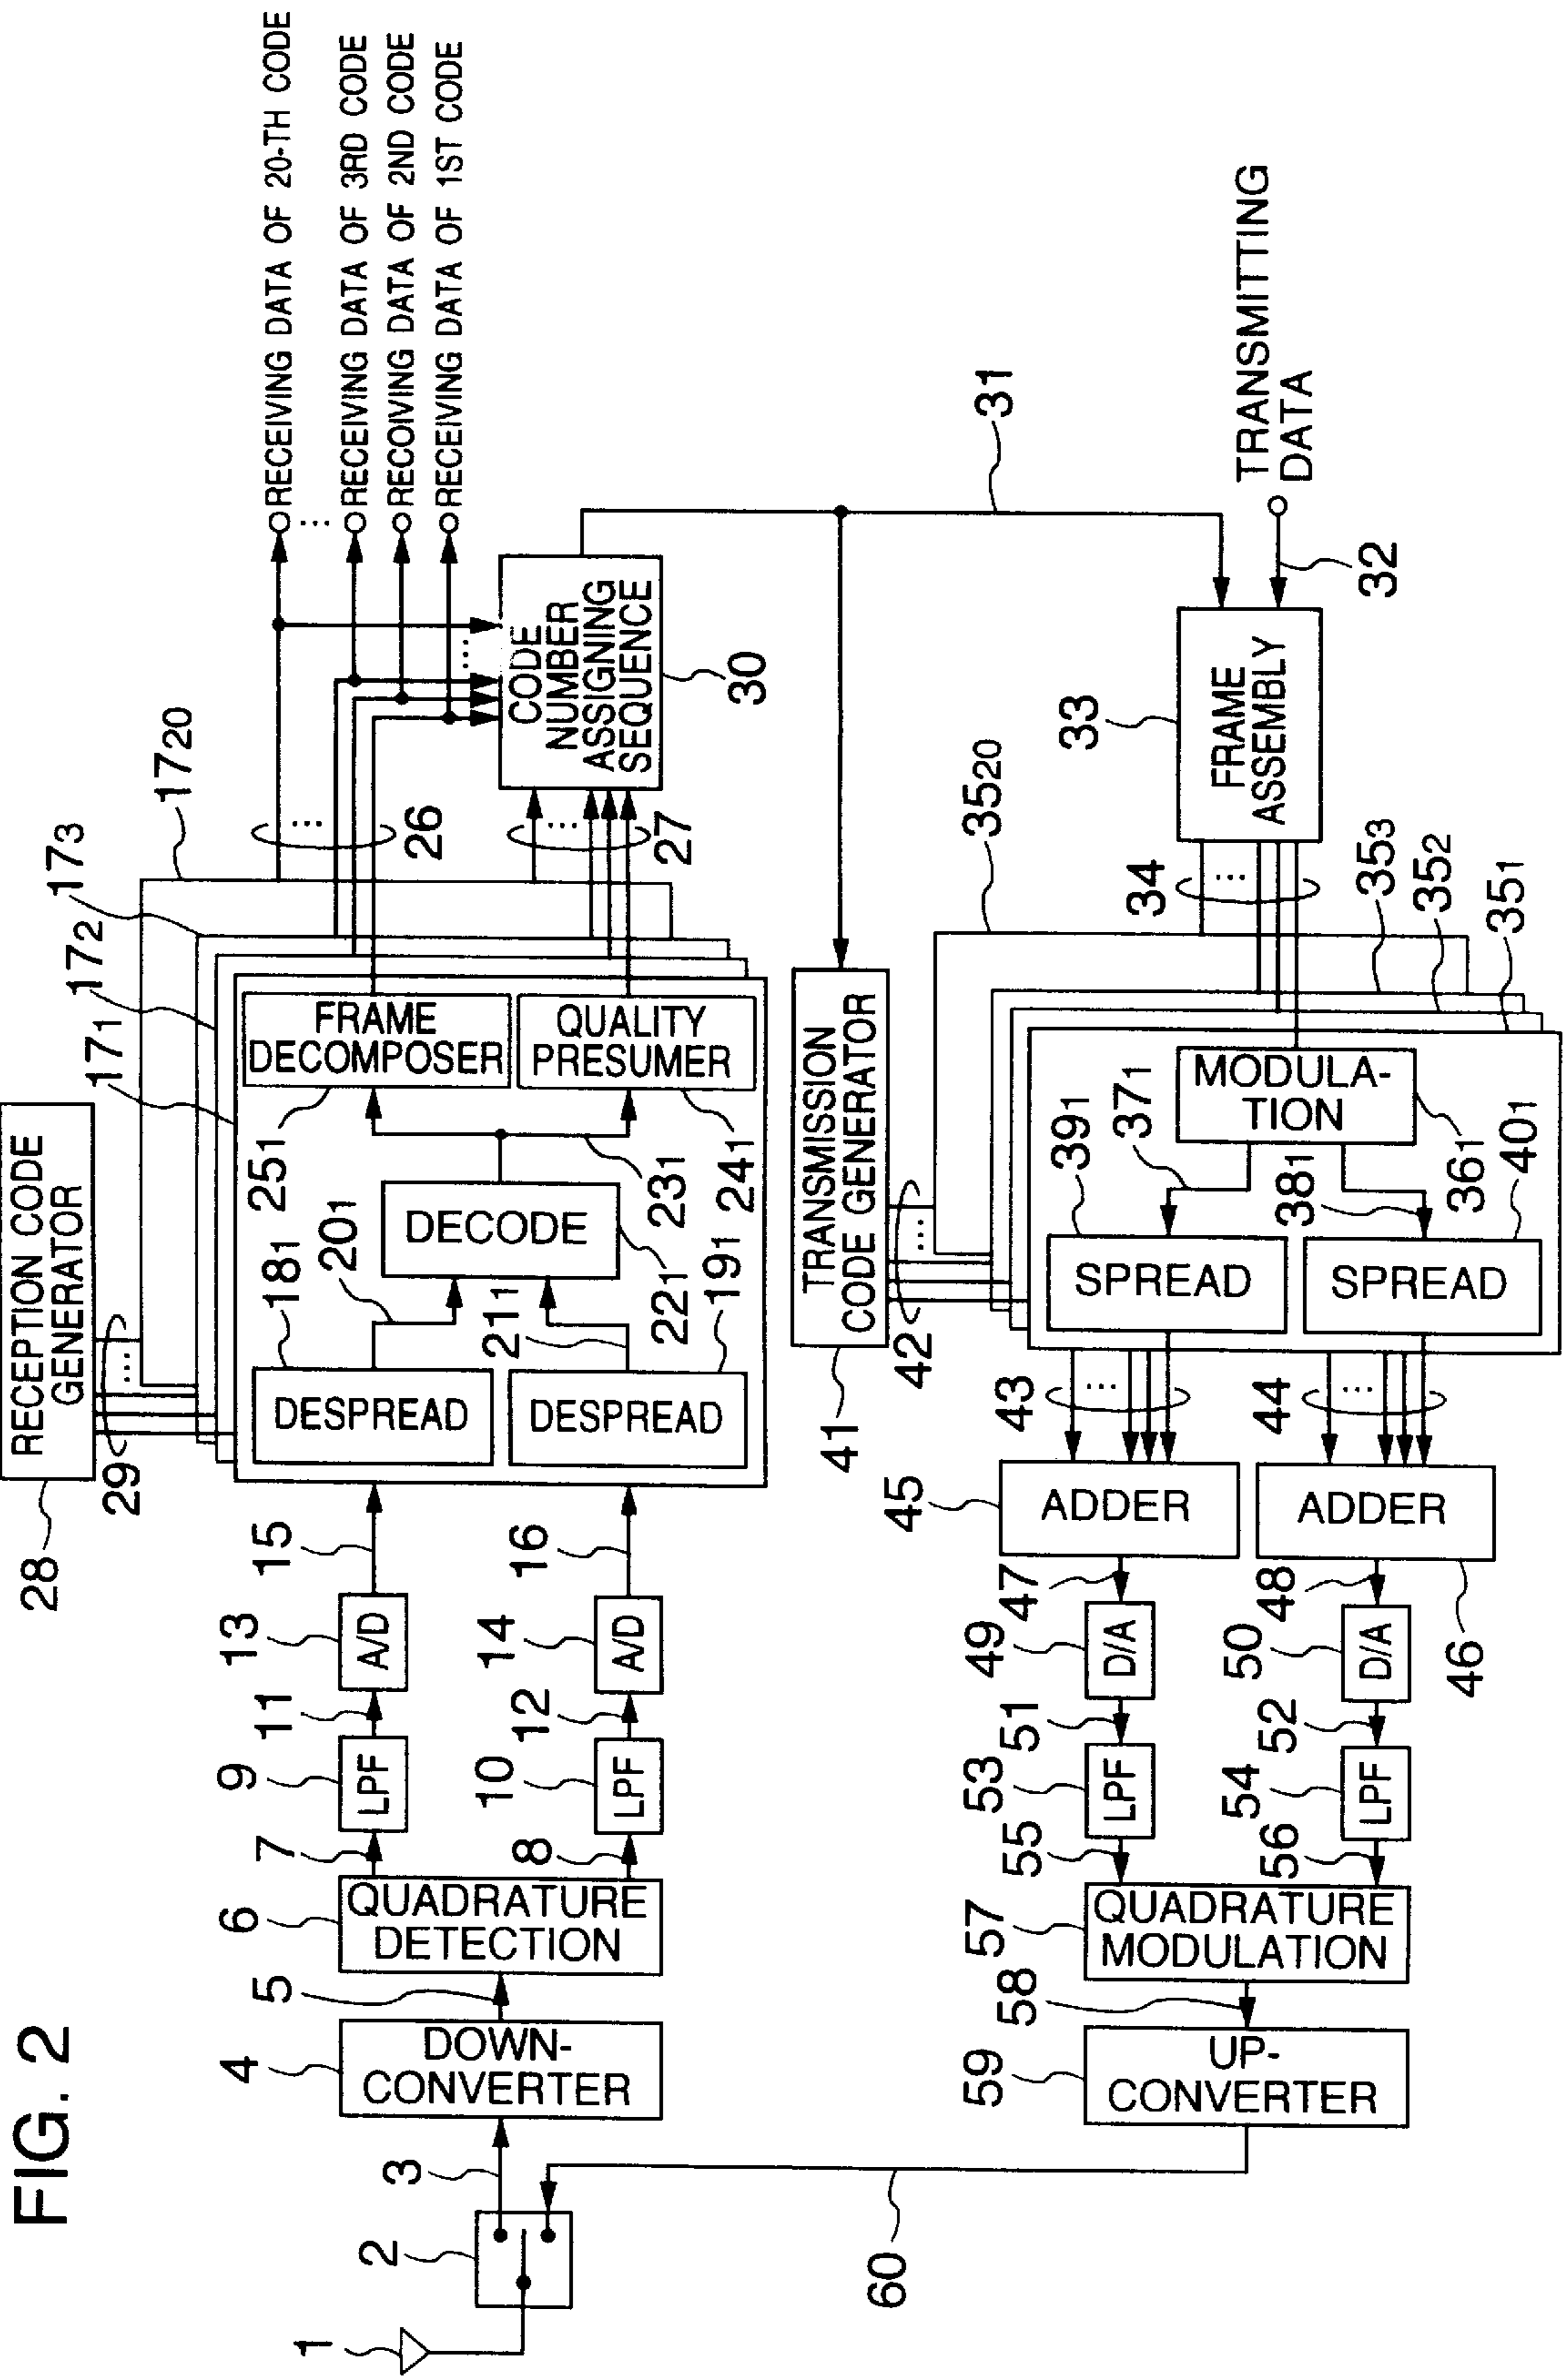 FIG. 2
RECEPTION CODE
GENERATOR
28
29
17₁
17₂
17₃
17₂₀
RECEIVING DATA OF 20-TH CODE
RECEIVING DATA OF 3RD CODE
RECOIVING DATA OF 2ND CODE
RECEIVING DATA OF 1ST CODE
1
2
3
4
DOWN-
CONVERTER
5
6
QUADRATURE
DETECTION
7
8
9
LPF
10
LPF
11
12
13
A/D
14
A/D
15
16
18₁
DESPREAD
DESPREAD
19₁
20₁
21₁
DECODE
22₁
23₁
25₁
FRAME
DECOMPOSER
QUALITY
PRESUMER
24₁
26
27
CODE
NUMBER
ASSIGNING
SEQUENCE
30
31
TRANSMITTING
DATA
32
33
FRAME
ASSEMBLY
34
35₂₀
35₃
35₂
35₁
TRANSMISSION
CODE GENERATOR
41
42
MODULA-
TION
36₁
37₁
38₁
39₁
SPREAD
SPREAD
40₁
43
44
45
ADDER
ADDER
46
47
48
49
D/A
50
D/A
51
52
53
LPF
54
LPF
55
56
57
QUADRATURE
MODULATION
58
59
UP-
CONVERTER
60